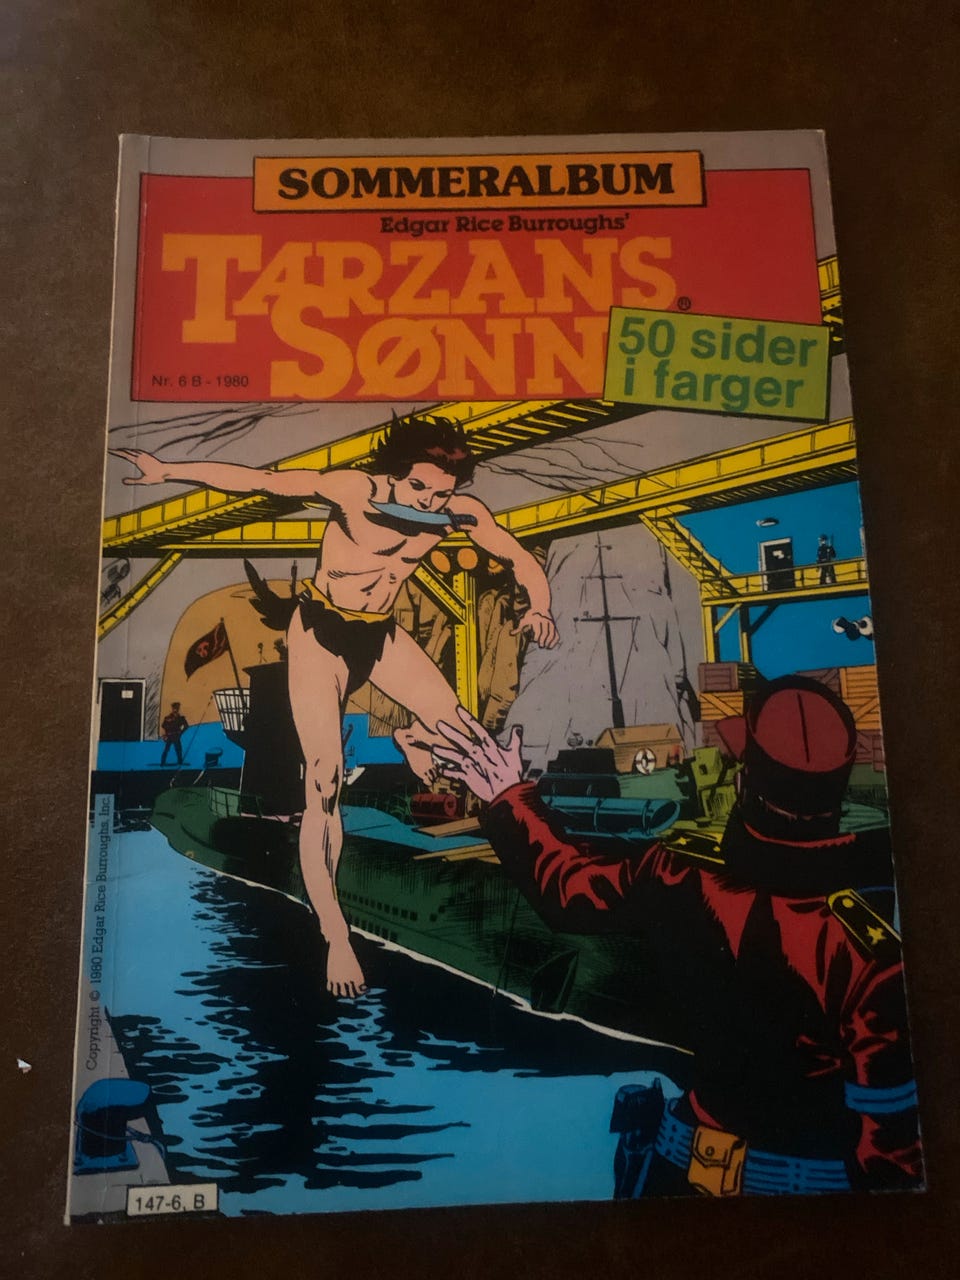 SOMMERALBUM
Edgar Rice Burroughs'
TARZANS
SØNN
®
50 sider
i farger
Nr. 6 B - 1980
Copyright © 1980 Edgar Rice Burroughs, Inc.
147-6, B